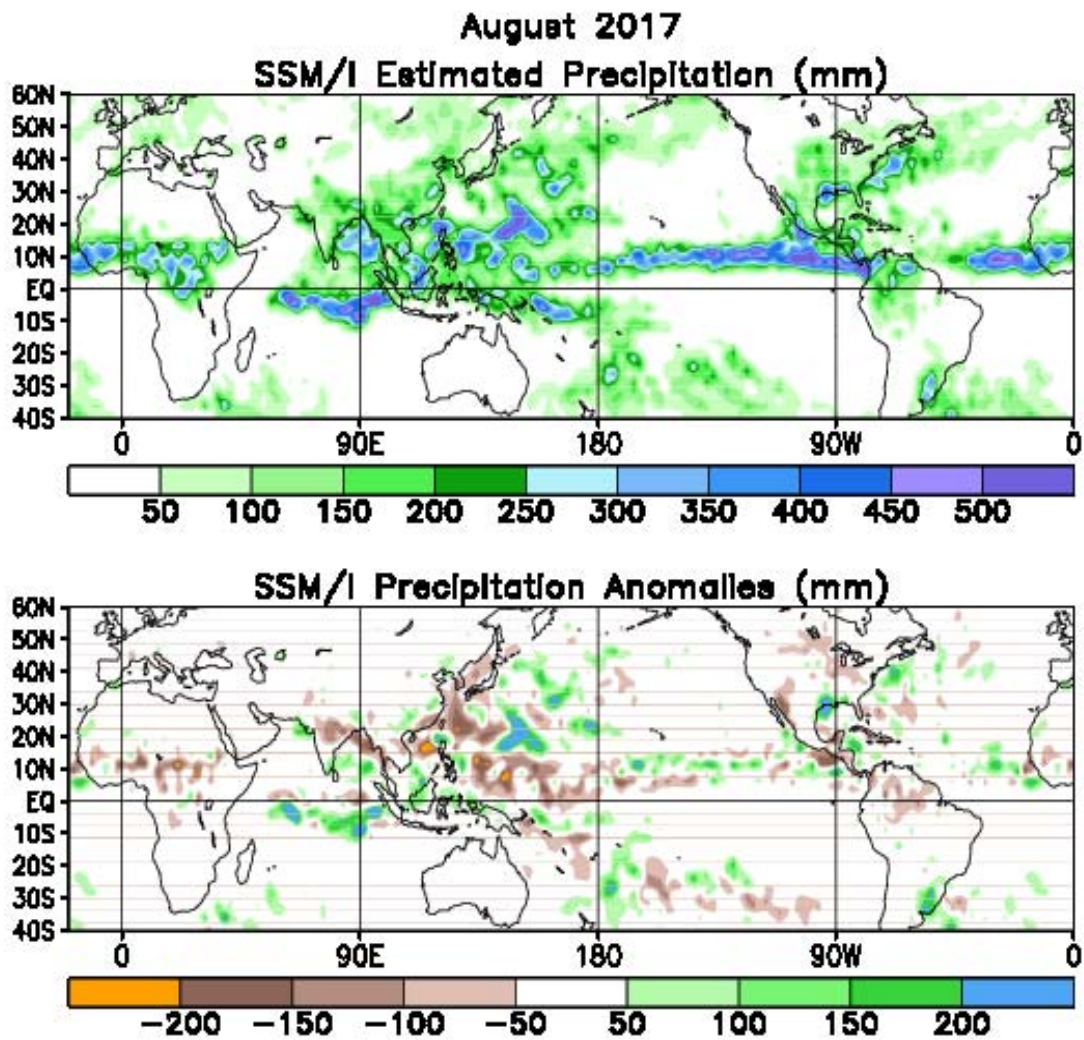 August 2017
SSM/I Estimated Precipitation (mm)
60N
50N
40N
30N
20N
10N
EQ
10S
20S
30S
40S
0 90E 180 90W 0
50 100 150 200 250 300 350 400 450 500
SSM/I Precipitation Anomalies (mm)
60N
50N
40N
30N
20N
10N
EQ
10S
20S
30S
40S
0 90E 180 90W 0
−200 −150 −100 −50 50 100 150 200